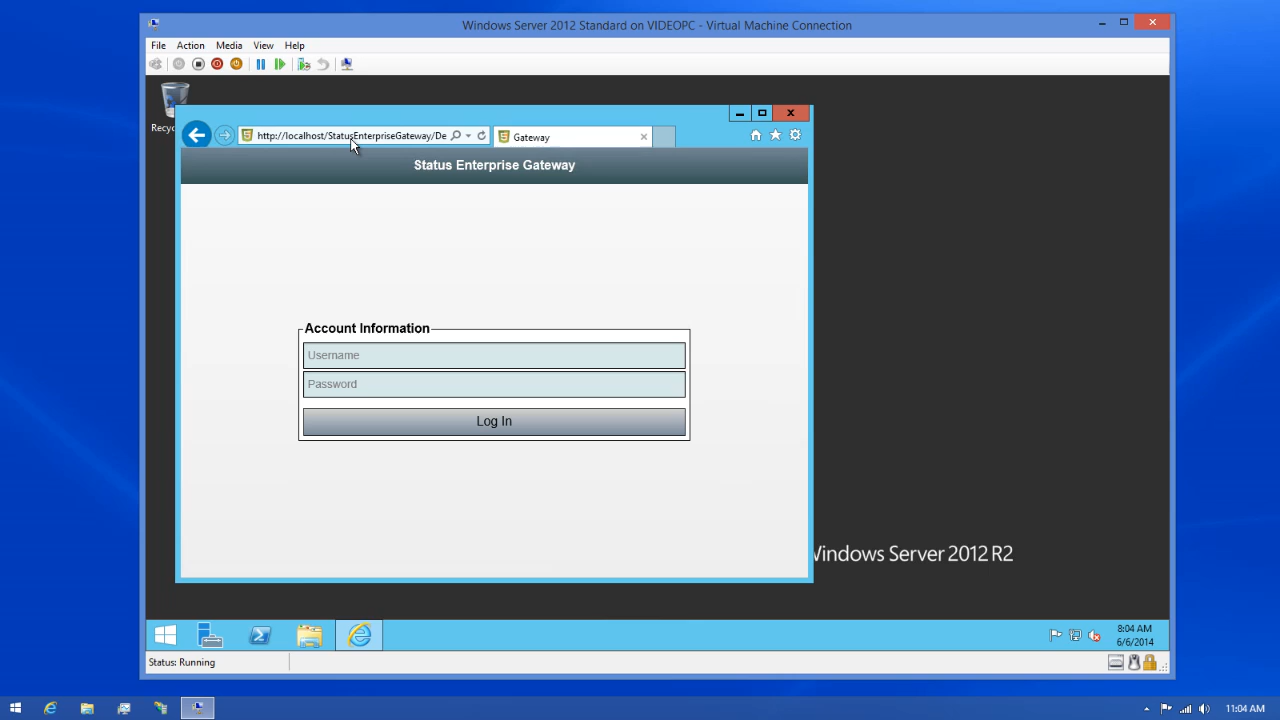 Windows Server 2012 Standard on VIDEOPC - Virtual Machine Connection
File Action Media View Help
http://localhost/StatusEnterpriseGateway/De
Gateway
Status Enterprise Gateway
Account Information
Username
Password
Log In
Windows Server 2012 R2
8:04 AM
6/6/2014
Status: Running
11:04 AM